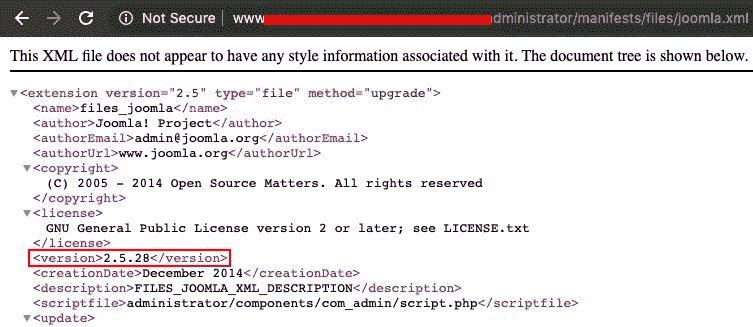 Not Secure | www dministrator/manifests/files/joomla.xml
This XML file does not appear to have any style information associated with it. The document tree is shown below.
<extension version="2.5" type="file" method="upgrade">
<name>files_joomla</name>
<author>Joomla! Project</author>
<authorEmail>admin@joomla.org</authorEmail>
<authorUrl>www.joomla.org</authorUrl>
<copyright>
(C) 2005 - 2014 Open Source Matters. All rights reserved
</copyright>
<license>
GNU General Public License version 2 or later; see LICENSE.txt
</license>
<version>2.5.28</version>
<creationDate>December 2014</creationDate>
<description>FILES_JOOMLA_XML_DESCRIPTION</description>
<scriptfile>administrator/components/com_admin/script.php</scriptfile>
<update>